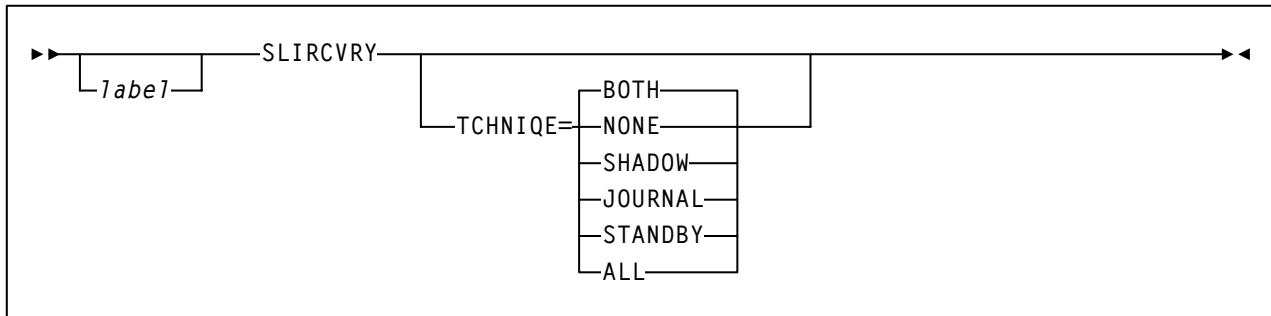 SLIRCVRY
label
BOTH
TCHNIQE=
NONE
SHADOW
JOURNAL
STANDBY
ALL